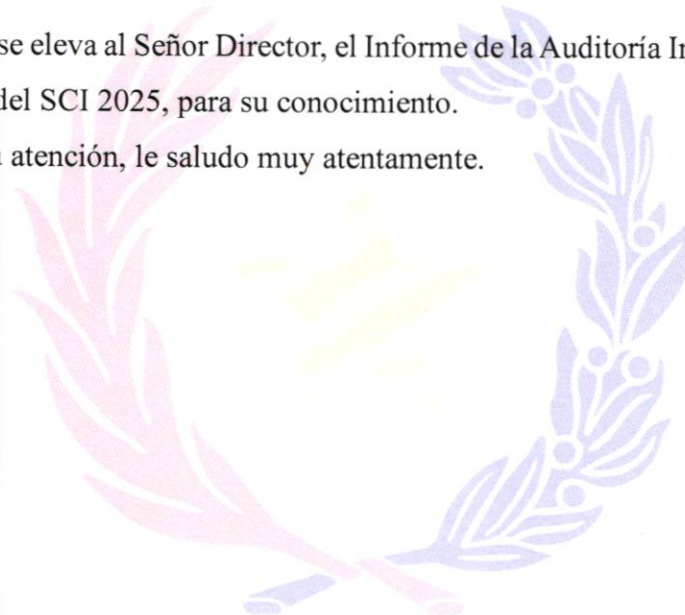 se eleva al Señor Director, el Informe de la Auditoría
del SCI 2025, para su conocimiento.
atención, le saludo muy atentamente.